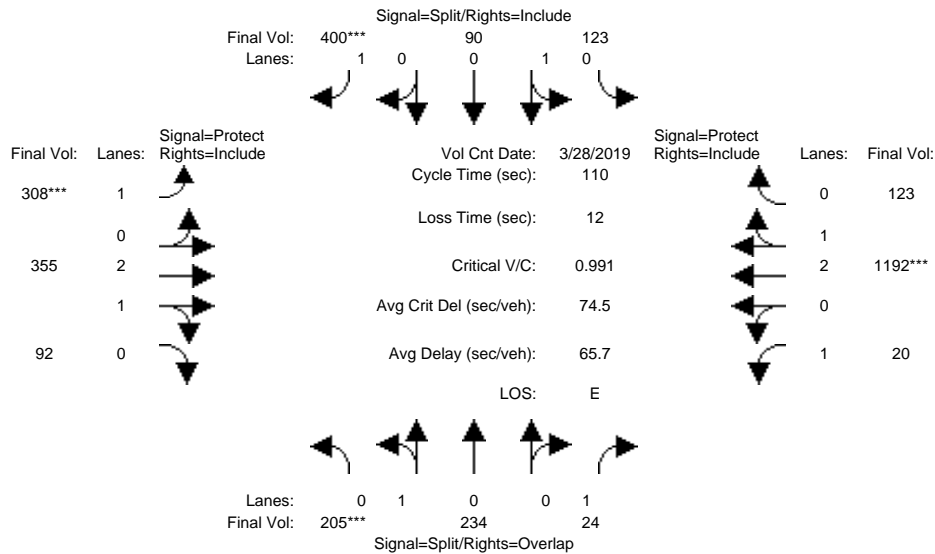 Signal=Split/Rights=Include
Final Vol: 400*** 90 123
Lanes: 1 0 0 1 0
Signal=Protect
Final Vol: Lanes: Rights=Include
Vol Cnt Date: 3/28/2019
Signal=Protect
Rights=Include Lanes: Final Vol:
Cycle Time (sec): 110
308*** 1
0 123
Loss Time (sec): 12
0
1
355 2
Critical V/C: 0.991
2 1192***
1
Avg Crit Del (sec/veh): 74.5
0
92 0
Avg Delay (sec/veh): 65.7
1 20
LOS: E
Lanes: 0 1 0 0 1
Final Vol: 205*** 234 24
Signal=Split/Rights=Overlap